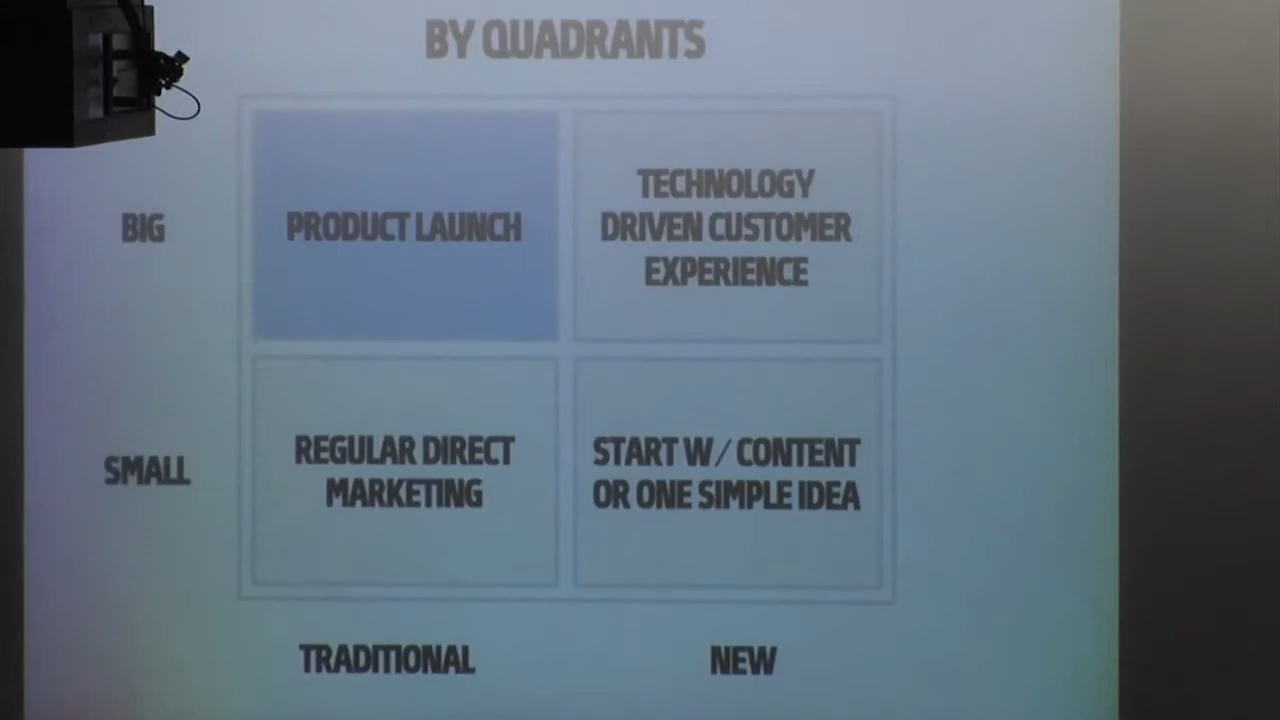 BY QUADRANTS
BIG
PRODUCT LAUNCH
TECHNOLOGY
DRIVEN CUSTOMER
EXPERIENCE
SMALL
REGULAR DIRECT
MARKETING
START W/ CONTENT
OR ONE SIMPLE IDEA
TRADITIONAL
NEW